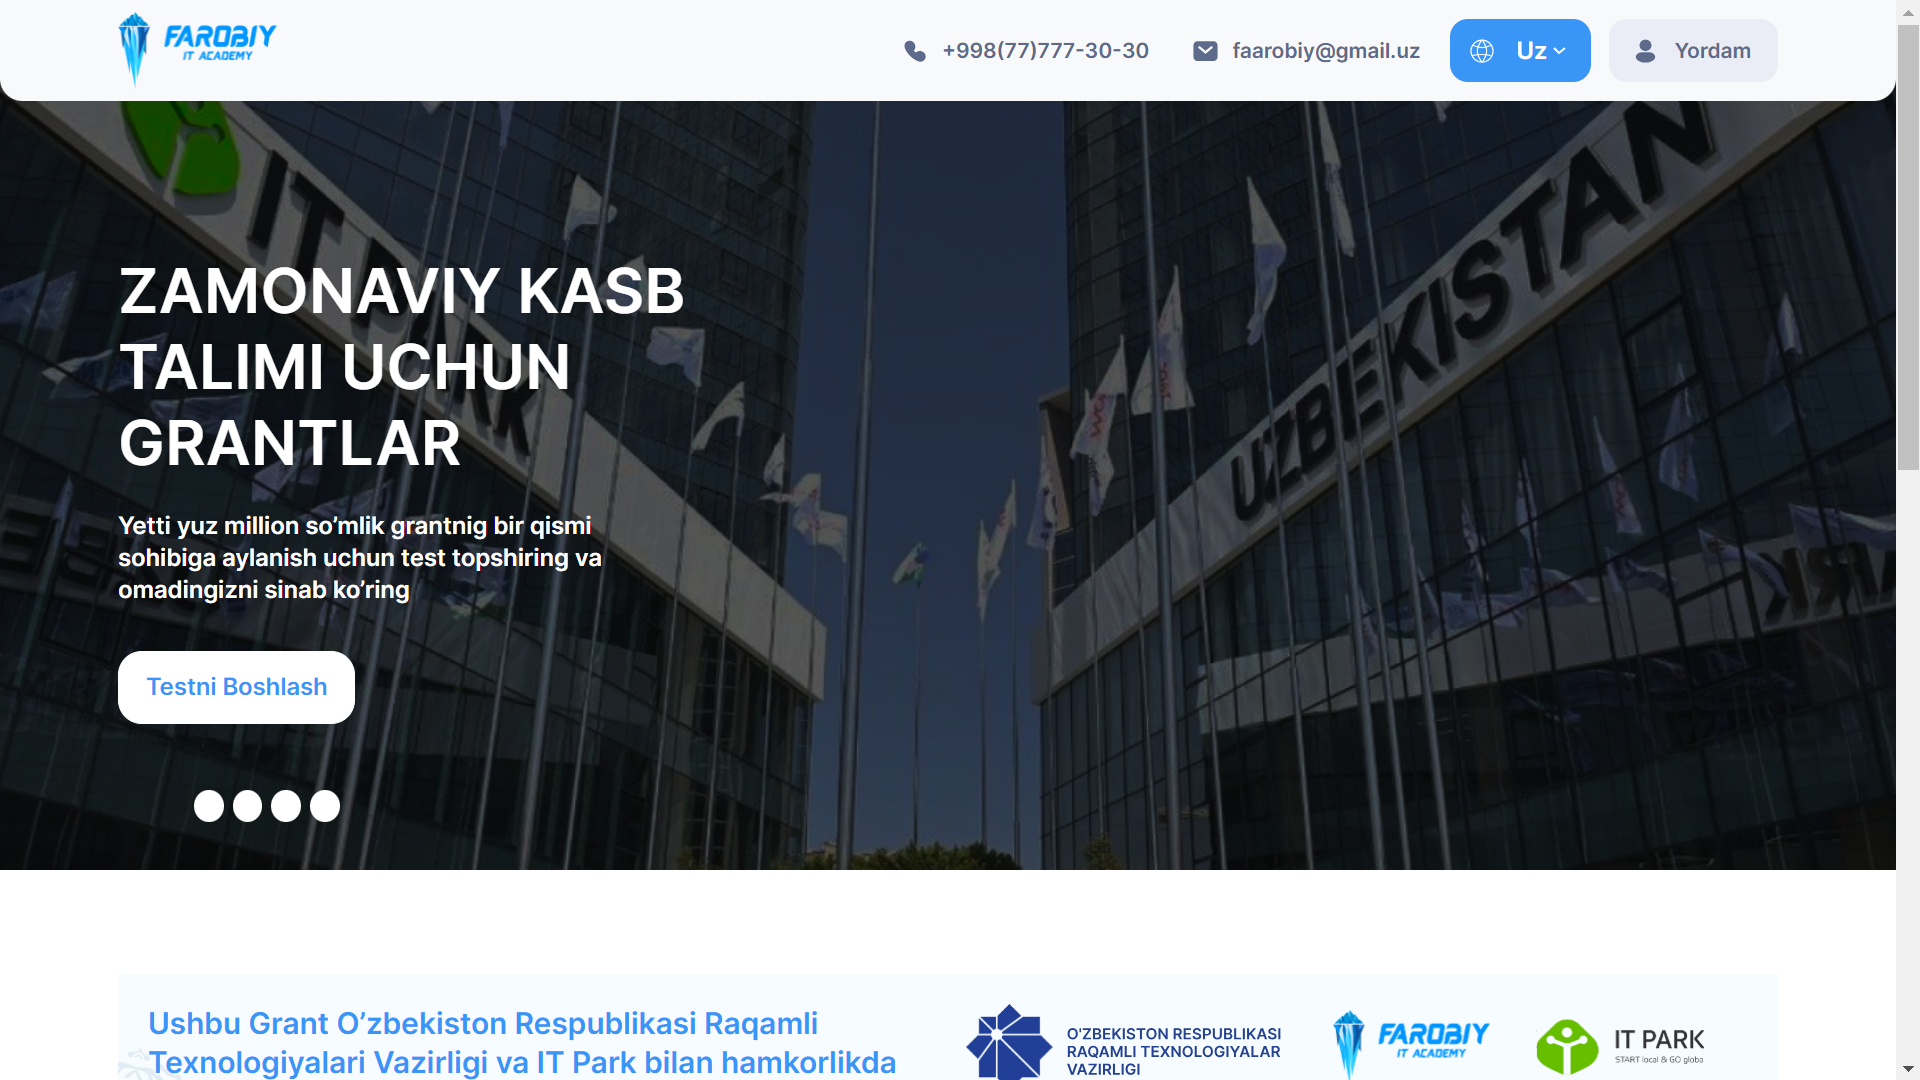 FAROBIY
IT ACADEMY
+998(77)777-30-30
faarobiy@gmail.uz
Uz
Yordam
IT PARK
UZBEKISTAN
ZAMONAVIY KASB
TALIMI UCHUN
GRANTLAR
Yetti yuz million so’mlik grantnig bir qismi
sohibiga aylanish uchun test topshiring va
omadingizni sinab ko’ring
Testni Boshlash
Ushbu Grant O’zbekiston Respublikasi Raqamli
Texnologiyalari Vazirligi va IT Park bilan hamkorlikda
O'ZBEKISTON RESPUBLIKASI
RAQAMLI TEXNOLOGIYALAR
VAZIRLIGI
FAROBIY
IT ACADEMY
IT PARK
START local & GO globa